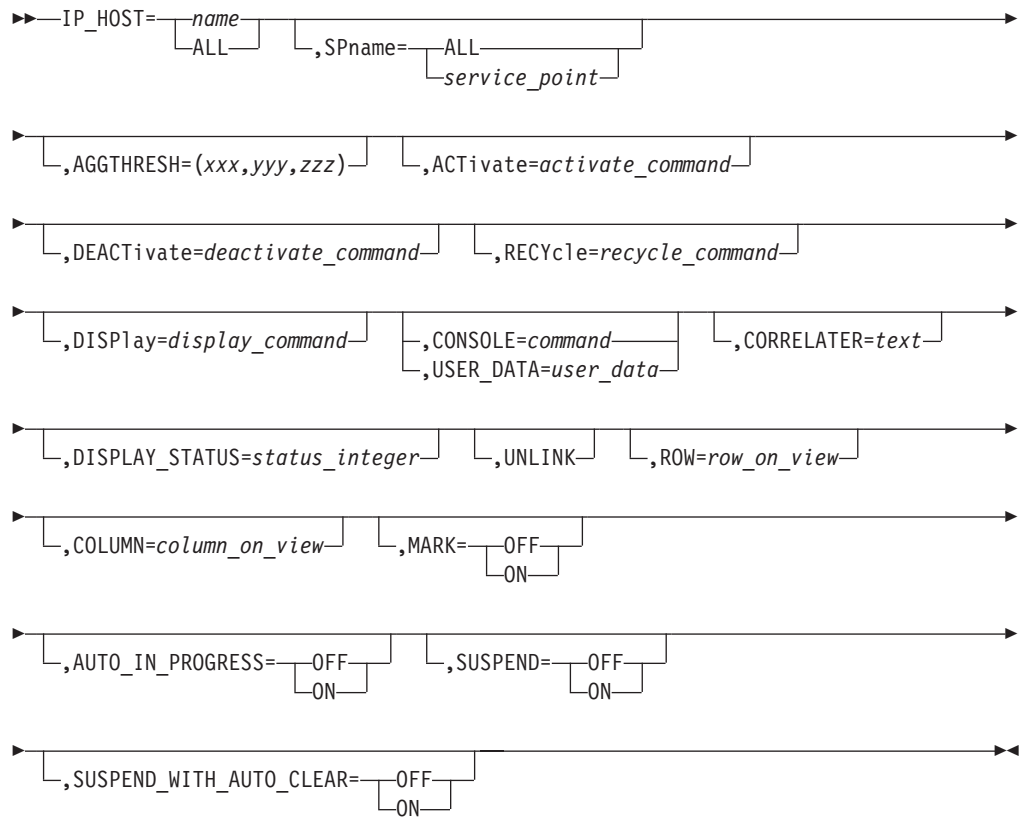 IP_HOST= name ,SPname= ALL
ALL service_point
,AGGTHRESH=(xxx,yyy,zzz) ,ACTivate=activate_command
,DEACTivate=deactivate_command ,RECYcle=recycle_command
,DISPlay=display_command ,CONSOLE=command ,CORRELATER=text
,USER_DATA=user_data
,DISPLAY_STATUS=status_integer ,UNLINK ,ROW=row_on_view
,COLUMN=column_on_view ,MARK= OFF
ON
,AUTO_IN_PROGRESS= OFF ,SUSPEND= OFF
ON ON
,SUSPEND_WITH_AUTO_CLEAR= OFF
ON